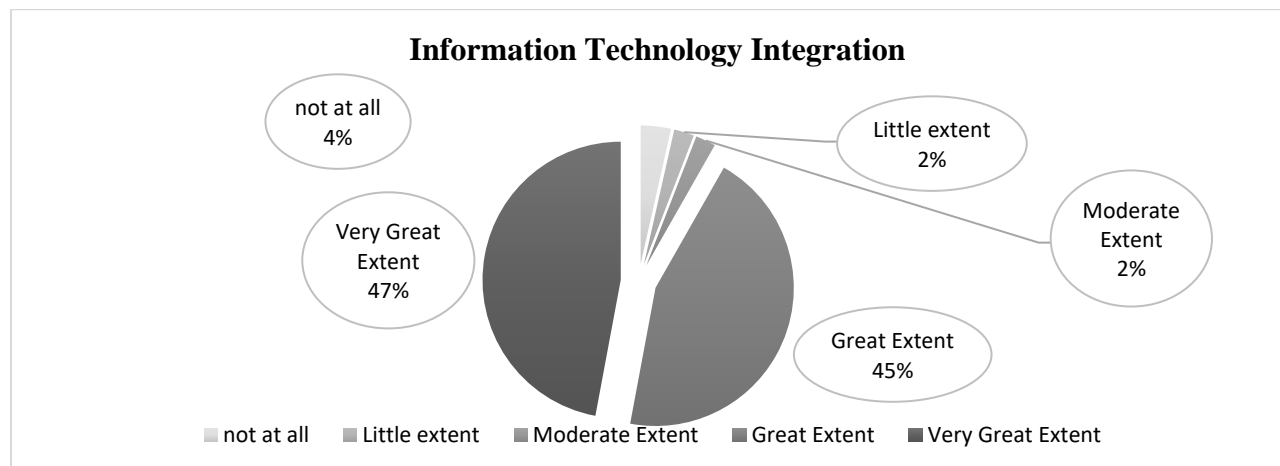 Information Technology Integration
not at all
4%
Little extent
2%
Moderate
Extent
2%
Very Great
Extent
47%
Great Extent
45%
not at all
Little extent
Moderate Extent
Great Extent
Very Great Extent